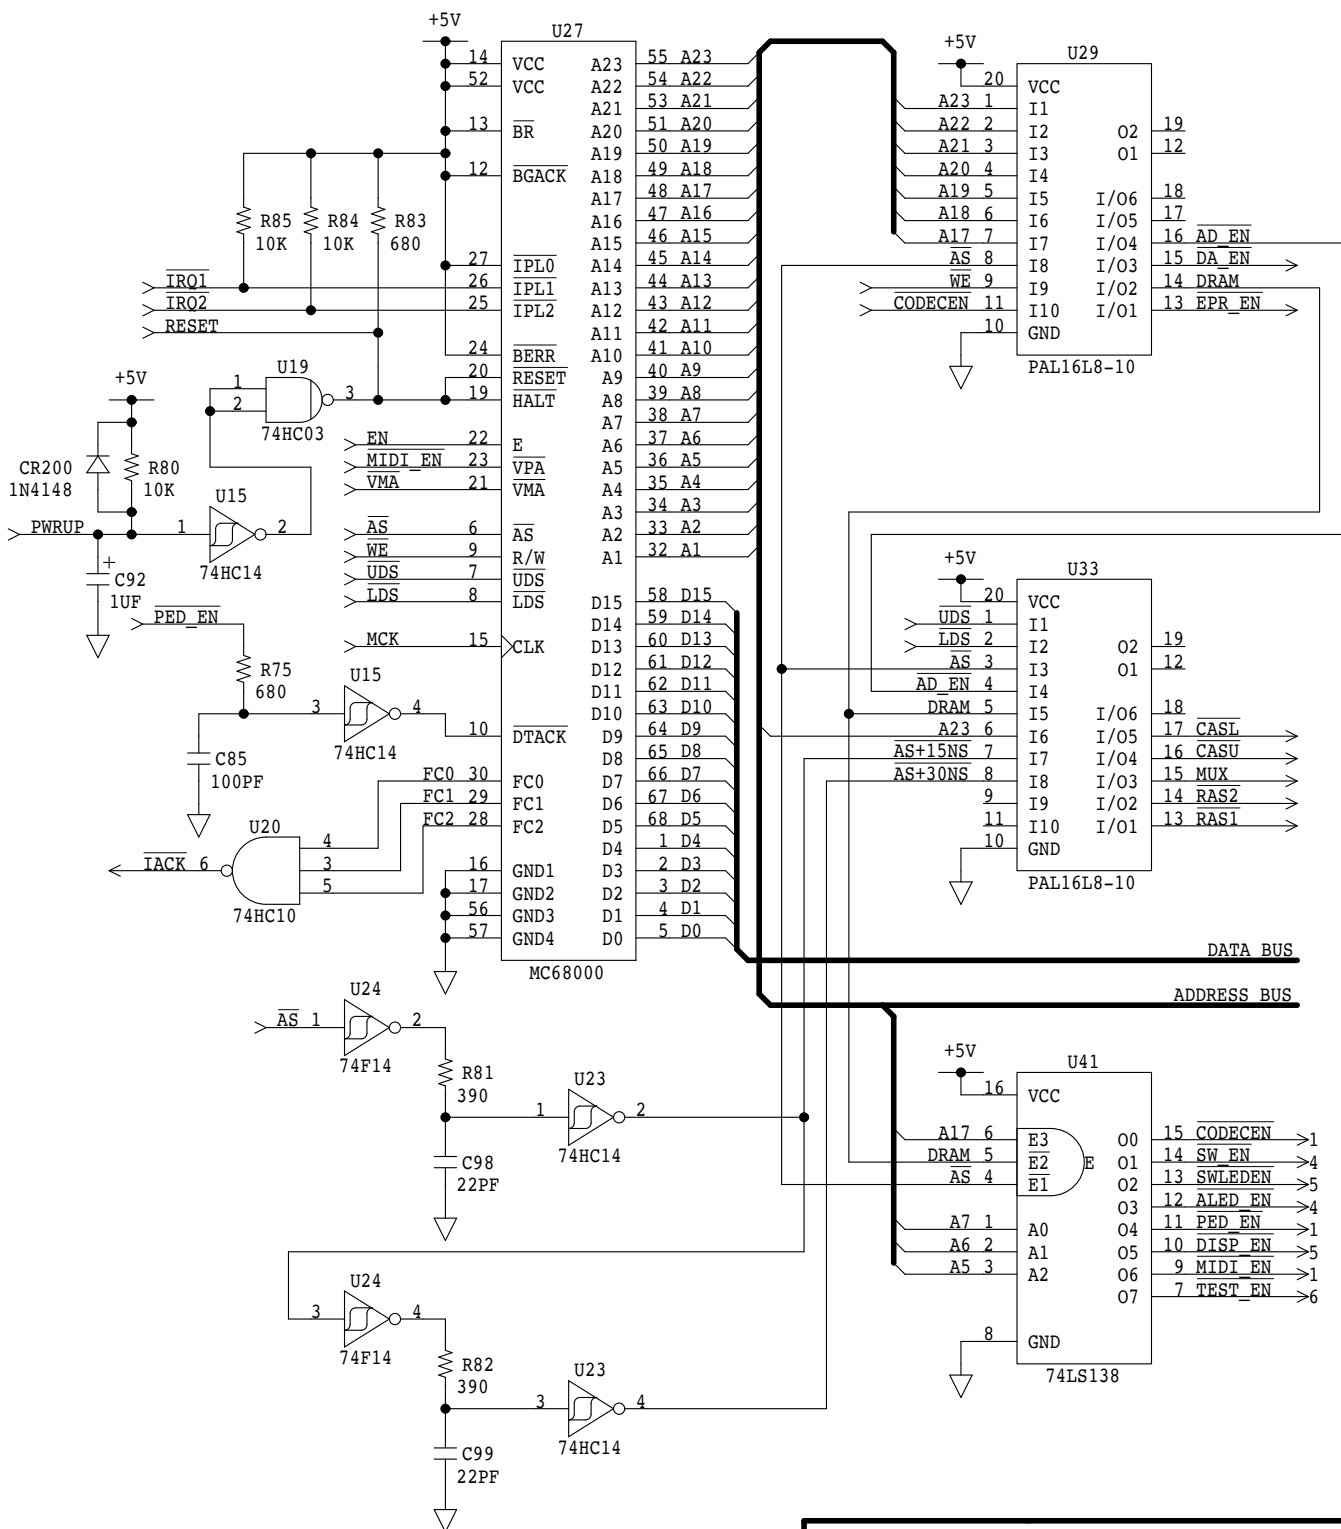 +5V
U27
14 VCC A23 55 A23
52 VCC A22 54 A22
A21 53 A21
13 BR A20 51 A20
A19 50 A19
12 BGACK A18 49 A18
A17 48 A17
A16 47 A16
A15 46 A15
27 IPL0 A14 45 A14
IRQ1 26 IPL1 A13 44 A13
IRQ2 25 IPL2 A12 43 A12
RESET A11 42 A11
24 BERR A10 41 A10
20 RESET A9 40 A9
19 HALT A8 39 A8
A7 38 A7
EN 22 E A6 37 A6
MIDI_EN 23 VPA A5 36 A5
VMA 21 VMA A4 35 A4
A3 34 A3
AS 6 AS A2 33 A2
WE 9 R/W A1 32 A1
UDS 7 UDS
LDS 8 LDS D15 58 D15
D14 59 D14
MCK 15 CLK D13 60 D13
D12 61 D12
D11 62 D11
D10 63 D10
10 DTACK D9 64 D9
D8 65 D8
FC0 30 FC0 D7 66 D7
FC1 29 FC1 D6 67 D6
FC2 28 FC2 D5 68 D5
D4 1 D4
16 GND1 D3 2 D3
17 GND2 D2 3 D2
56 GND3 D1 4 D1
57 GND4 D0 5 D0
MC68000
R85
10K
R84
10K
R83
680
U19
1
2
3
74HC03
+5V
CR200
1N4148
R80
10K
U15
PWRUP 1 2
74HC14
+
C92
1UF
PED_EN
R75
680
U15
3 4
74HC14
C85
100PF
U20
4
IACK 6 3
5
74HC10
U24
AS 1 2
74F14
R81
390
U23
1 2
74HC14
C98
22PF
U24
3 4
74F14
R82
390
U23
3 4
74HC14
C99
22PF
+5V
U29
20 VCC
A23 1 I1
A22 2 I2 O2 19
A21 3 I3 O1 12
A20 4 I4
A19 5 I5 I/O6 18
A18 6 I6 I/O5 17
A17 7 I7 I/O4 16 AD_EN
AS 8 I8 I/O3 15 DA_EN
WE 9 I9 I/O2 14 DRAM
CODECEN 11 I10 I/O1 13 EPR_EN
10 GND
PAL16L8-10
+5V
U33
20 VCC
UDS 1 I1
LDS 2 I2 O2 19
AS 3 I3 O1 12
AD_EN 4 I4
DRAM 5 I5 I/O6 18
A23 6 I6 I/O5 17 CASL
AS+15NS 7 I7 I/O4 16 CASU
AS+30NS 8 I8 I/O3 15 MUX
9 I9 I/O2 14 RAS2
11 I10 I/O1 13 RAS1
10 GND
PAL16L8-10
DATA BUS
ADDRESS BUS
+5V
U41
16 VCC
A17 6 E3 O0 15 CODECEN 1
DRAM 5 E2 E O1 14 SW_EN 4
AS 4 E1 O2 13 SWLEDEN 5
O3 12 ALED_EN 4
A7 1 A0 O4 11 PED_EN 1
A6 2 A1 O5 10 DISP_EN 5
A5 3 A2 O6 9 MIDI_EN 1
O7 7 TEST_EN 6
8 GND
74LS138